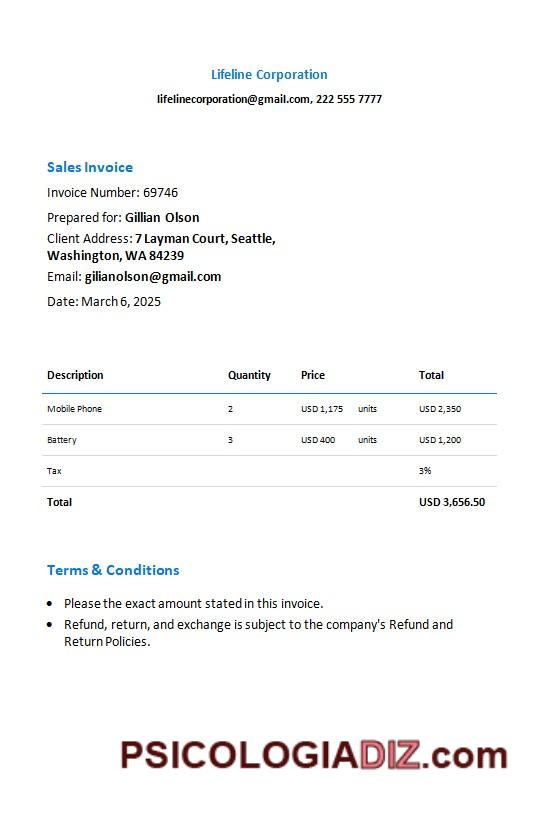 Lifeline Corporation
lifelinecorporation@gmail.com, 222 555 7777
Sales Invoice
Invoice Number: 69746
Prepared for: Gillian Olson
Client Address: 7 Layman Court, Seattle,
Washington, WA 84239
Email: gilianolson@gmail.com
Date: March 6, 2025
Description Quantity Price Total
Mobile Phone 2 USD 1,175 units USD 2,350
Battery 3 USD 400 units USD 1,200
Tax 3%
Total USD 3,656.50
Terms & Conditions
• Please the exact amount stated in this invoice.
• Refund, return, and exchange is subject to the company's Refund and
Return Policies.
PSICOLOGIADIZ.com